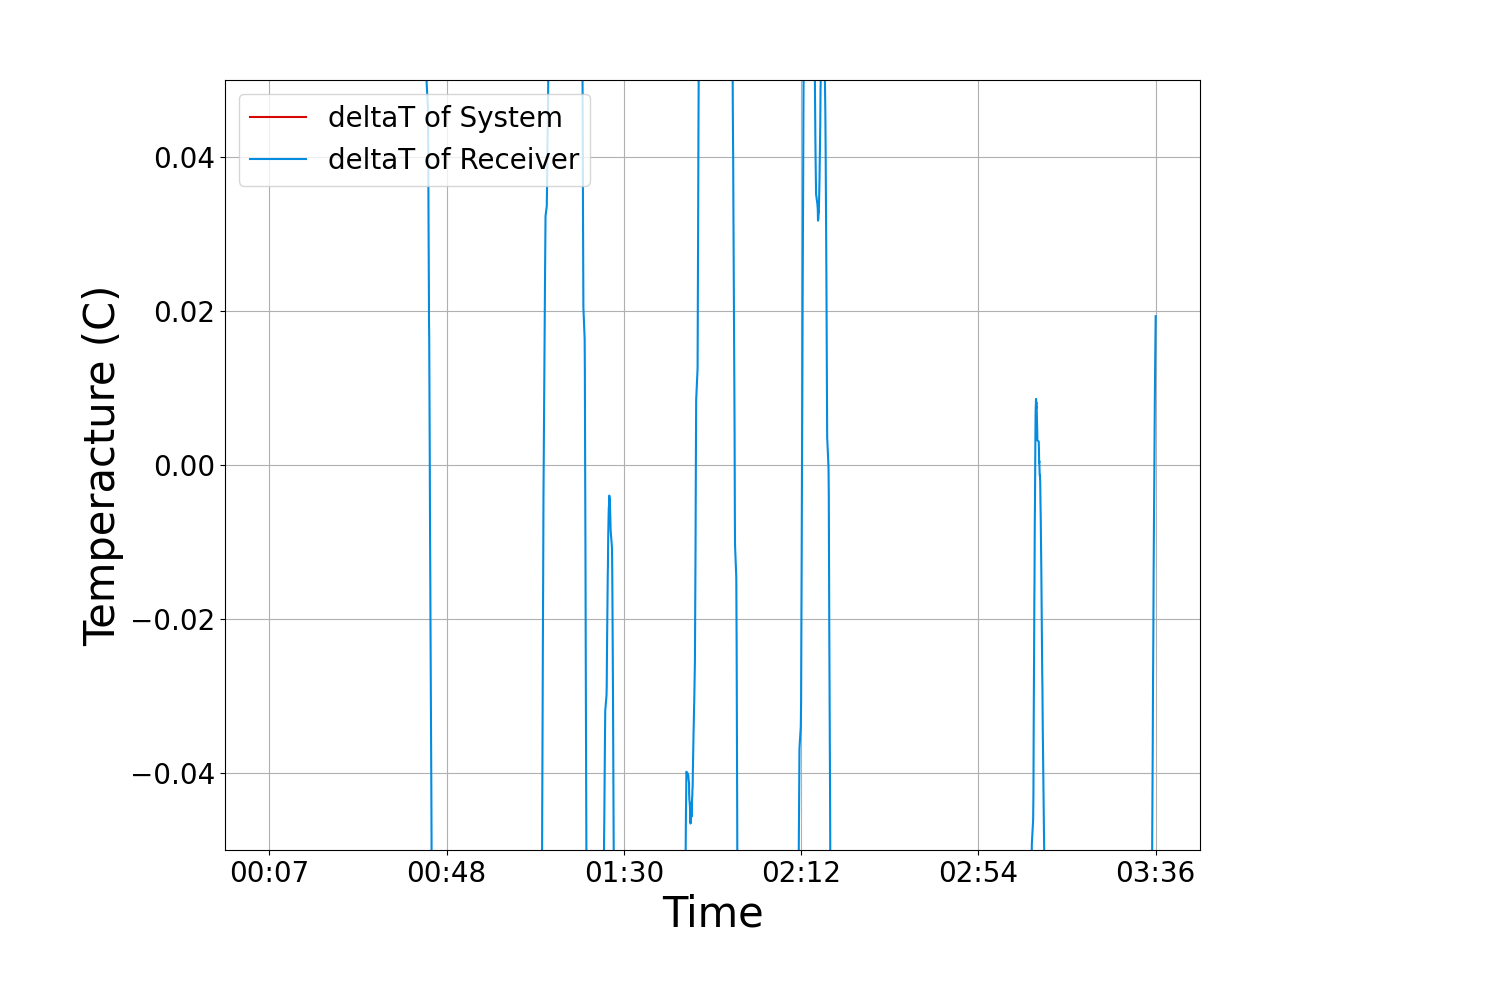 deltaT of System
deltaT of Receiver
0.04
0.02
0.00
−0.02
−0.04
Temperacture (C)
00:07 00:48 01:30 02:12 02:54 03:36
Time